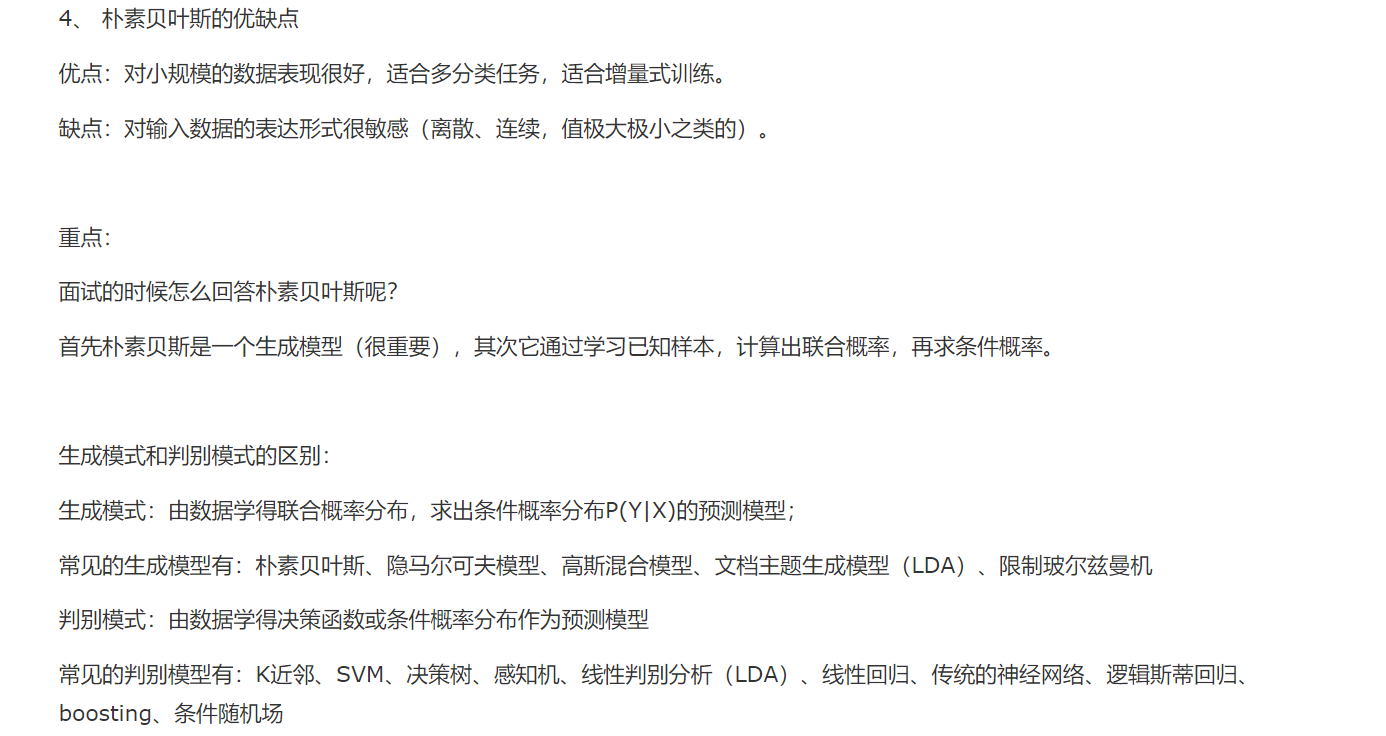 4、 朴素贝叶斯的优缺点
优点：对小规模的数据表现很好，适合多分类任务，适合增量式训练。
缺点：对输入数据的表达形式很敏感（离散、连续，值极大极小之类的）。
重点：
面试的时候怎么回答朴素贝叶斯呢？
首先朴素贝斯是一个生成模型（很重要），其次它通过学习已知样本，计算出联合概率，再求条件概率。
生成模式和判别模式的区别：
生成模式：由数据学得联合概率分布，求出条件概率分布P(Y|X)的预测模型；
常见的生成模型有：朴素贝叶斯、隐马尔可夫模型、高斯混合模型、文档主题生成模型（LDA）、限制玻尔兹曼机
判别模式：由数据学得决策函数或条件概率分布作为预测模型
常见的判别模型有：K近邻、SVM、决策树、感知机、线性判别分析（LDA）、线性回归、传统的神经网络、逻辑斯蒂回归、
boosting、条件随机场